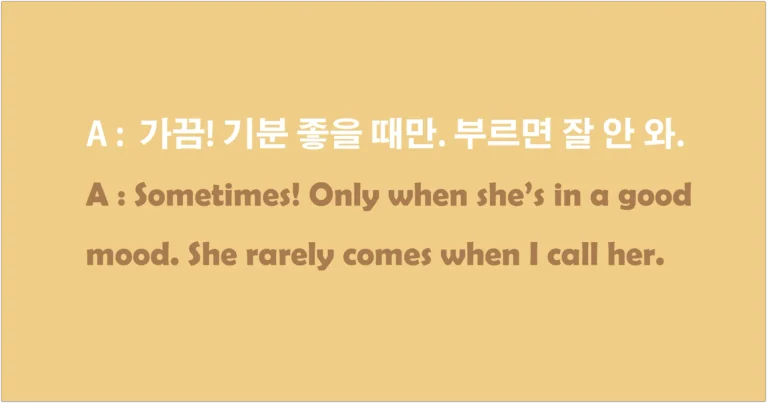 A : 가끔! 기분 좋을 때만. 부르면 잘 안 와.
A : Sometimes! Only when she’s in a good
mood. She rarely comes when I call her.